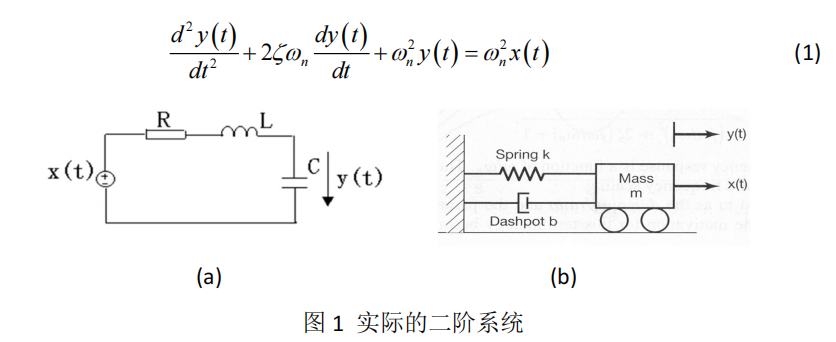 d²y(t)/dt² + 2ζωₙ dy(t)/dt + ωₙ²y(t) = ωₙ²x(t) (1)
R L
x(t) C y(t)
(a)
y(t)
Spring k
Mass
m
x(t)
Dashpot b
(b)
图 1 实际的二阶系统